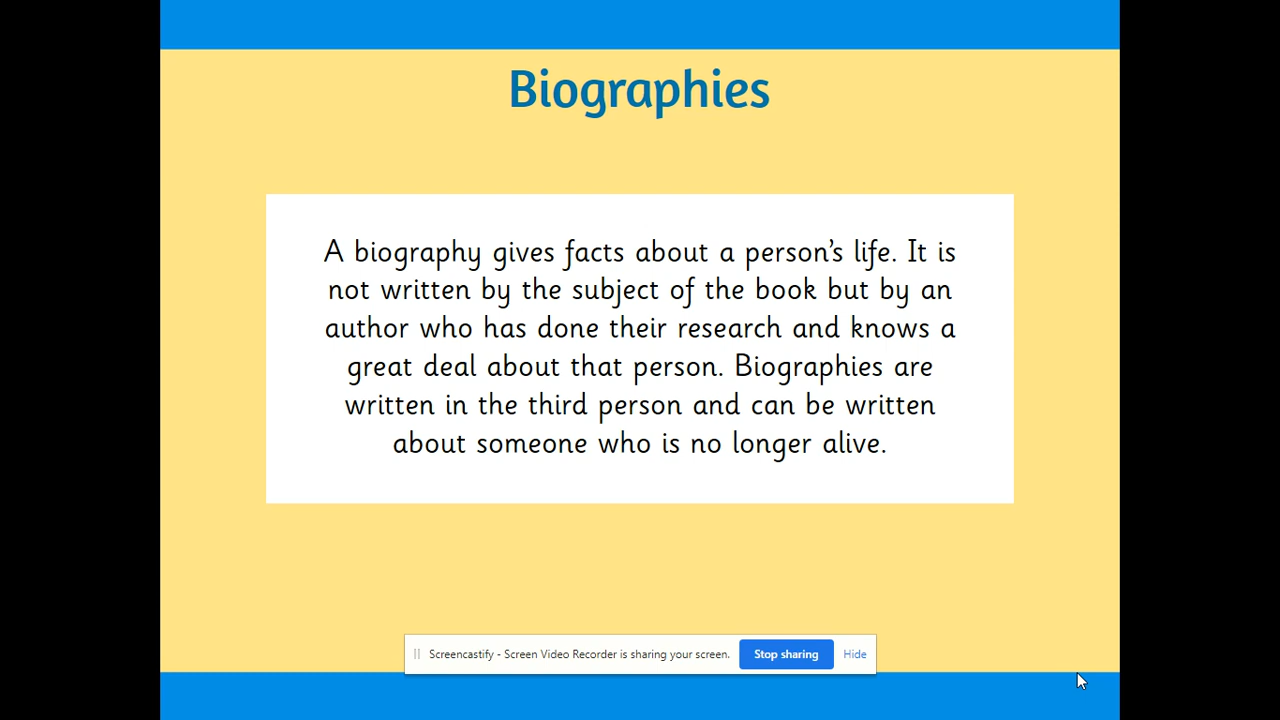 Biographies
A biography gives facts about a person’s life. It is
not written by the subject of the book but by an
author who has done their research and knows a
great deal about that person. Biographies are
written in the third person and can be written
about someone who is no longer alive.
Screencastify - Screen Video Recorder is sharing your screen. Stop sharing Hide